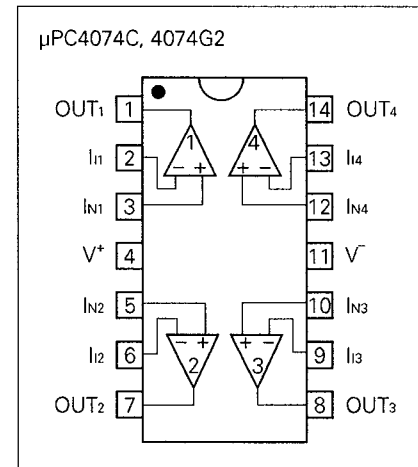 μPC4074C, 4074G2
OUT1 1 14 OUT4
1 4
II1 2 - + + - 13 II4
IN1 3 12 IN4
V+ 4 11 V-
IN2 5 10 IN3
II2 6 - + + - 9 II3
2 3
OUT2 7 8 OUT3